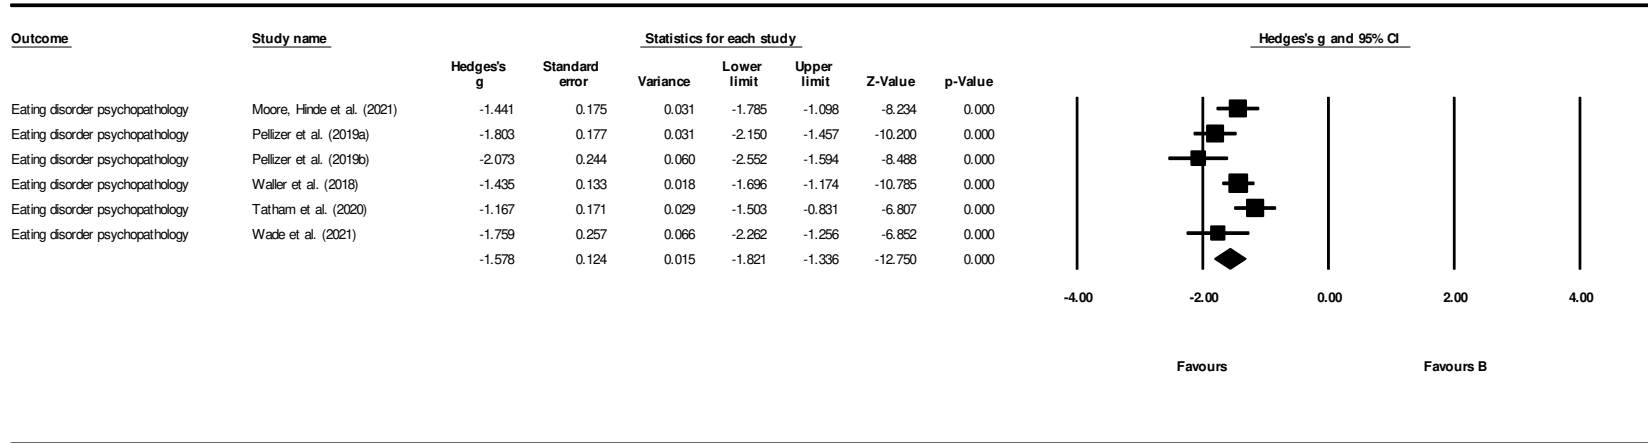 Outcome Study name Statistics for each study Hedges's g and 95% CI
Hedges's Standard Lower Upper
g error Variance limit limit Z-Value p-Value
Eating disorder psychopathology Moore, Hinde et al. (2021) -1.441 0.175 0.031 -1.785 -1.098 -8.234 0.000
Eating disorder psychopathology Pellizer et al. (2019a) -1.803 0.177 0.031 -2.150 -1.457 -10.200 0.000
Eating disorder psychopathology Pellizer et al. (2019b) -2.073 0.244 0.060 -2.552 -1.594 -8.488 0.000
Eating disorder psychopathology Waller et al. (2018) -1.435 0.133 0.018 -1.696 -1.174 -10.785 0.000
Eating disorder psychopathology Tatham et al. (2020) -1.167 0.171 0.029 -1.503 -0.831 -6.807 0.000
Eating disorder psychopathology Wade et al. (2021) -1.759 0.257 0.066 -2.262 -1.256 -6.852 0.000
-1.578 0.124 0.015 -1.821 -1.336 -12.750 0.000
-4.00 -2.00 0.00 2.00 4.00
Favours Favours B